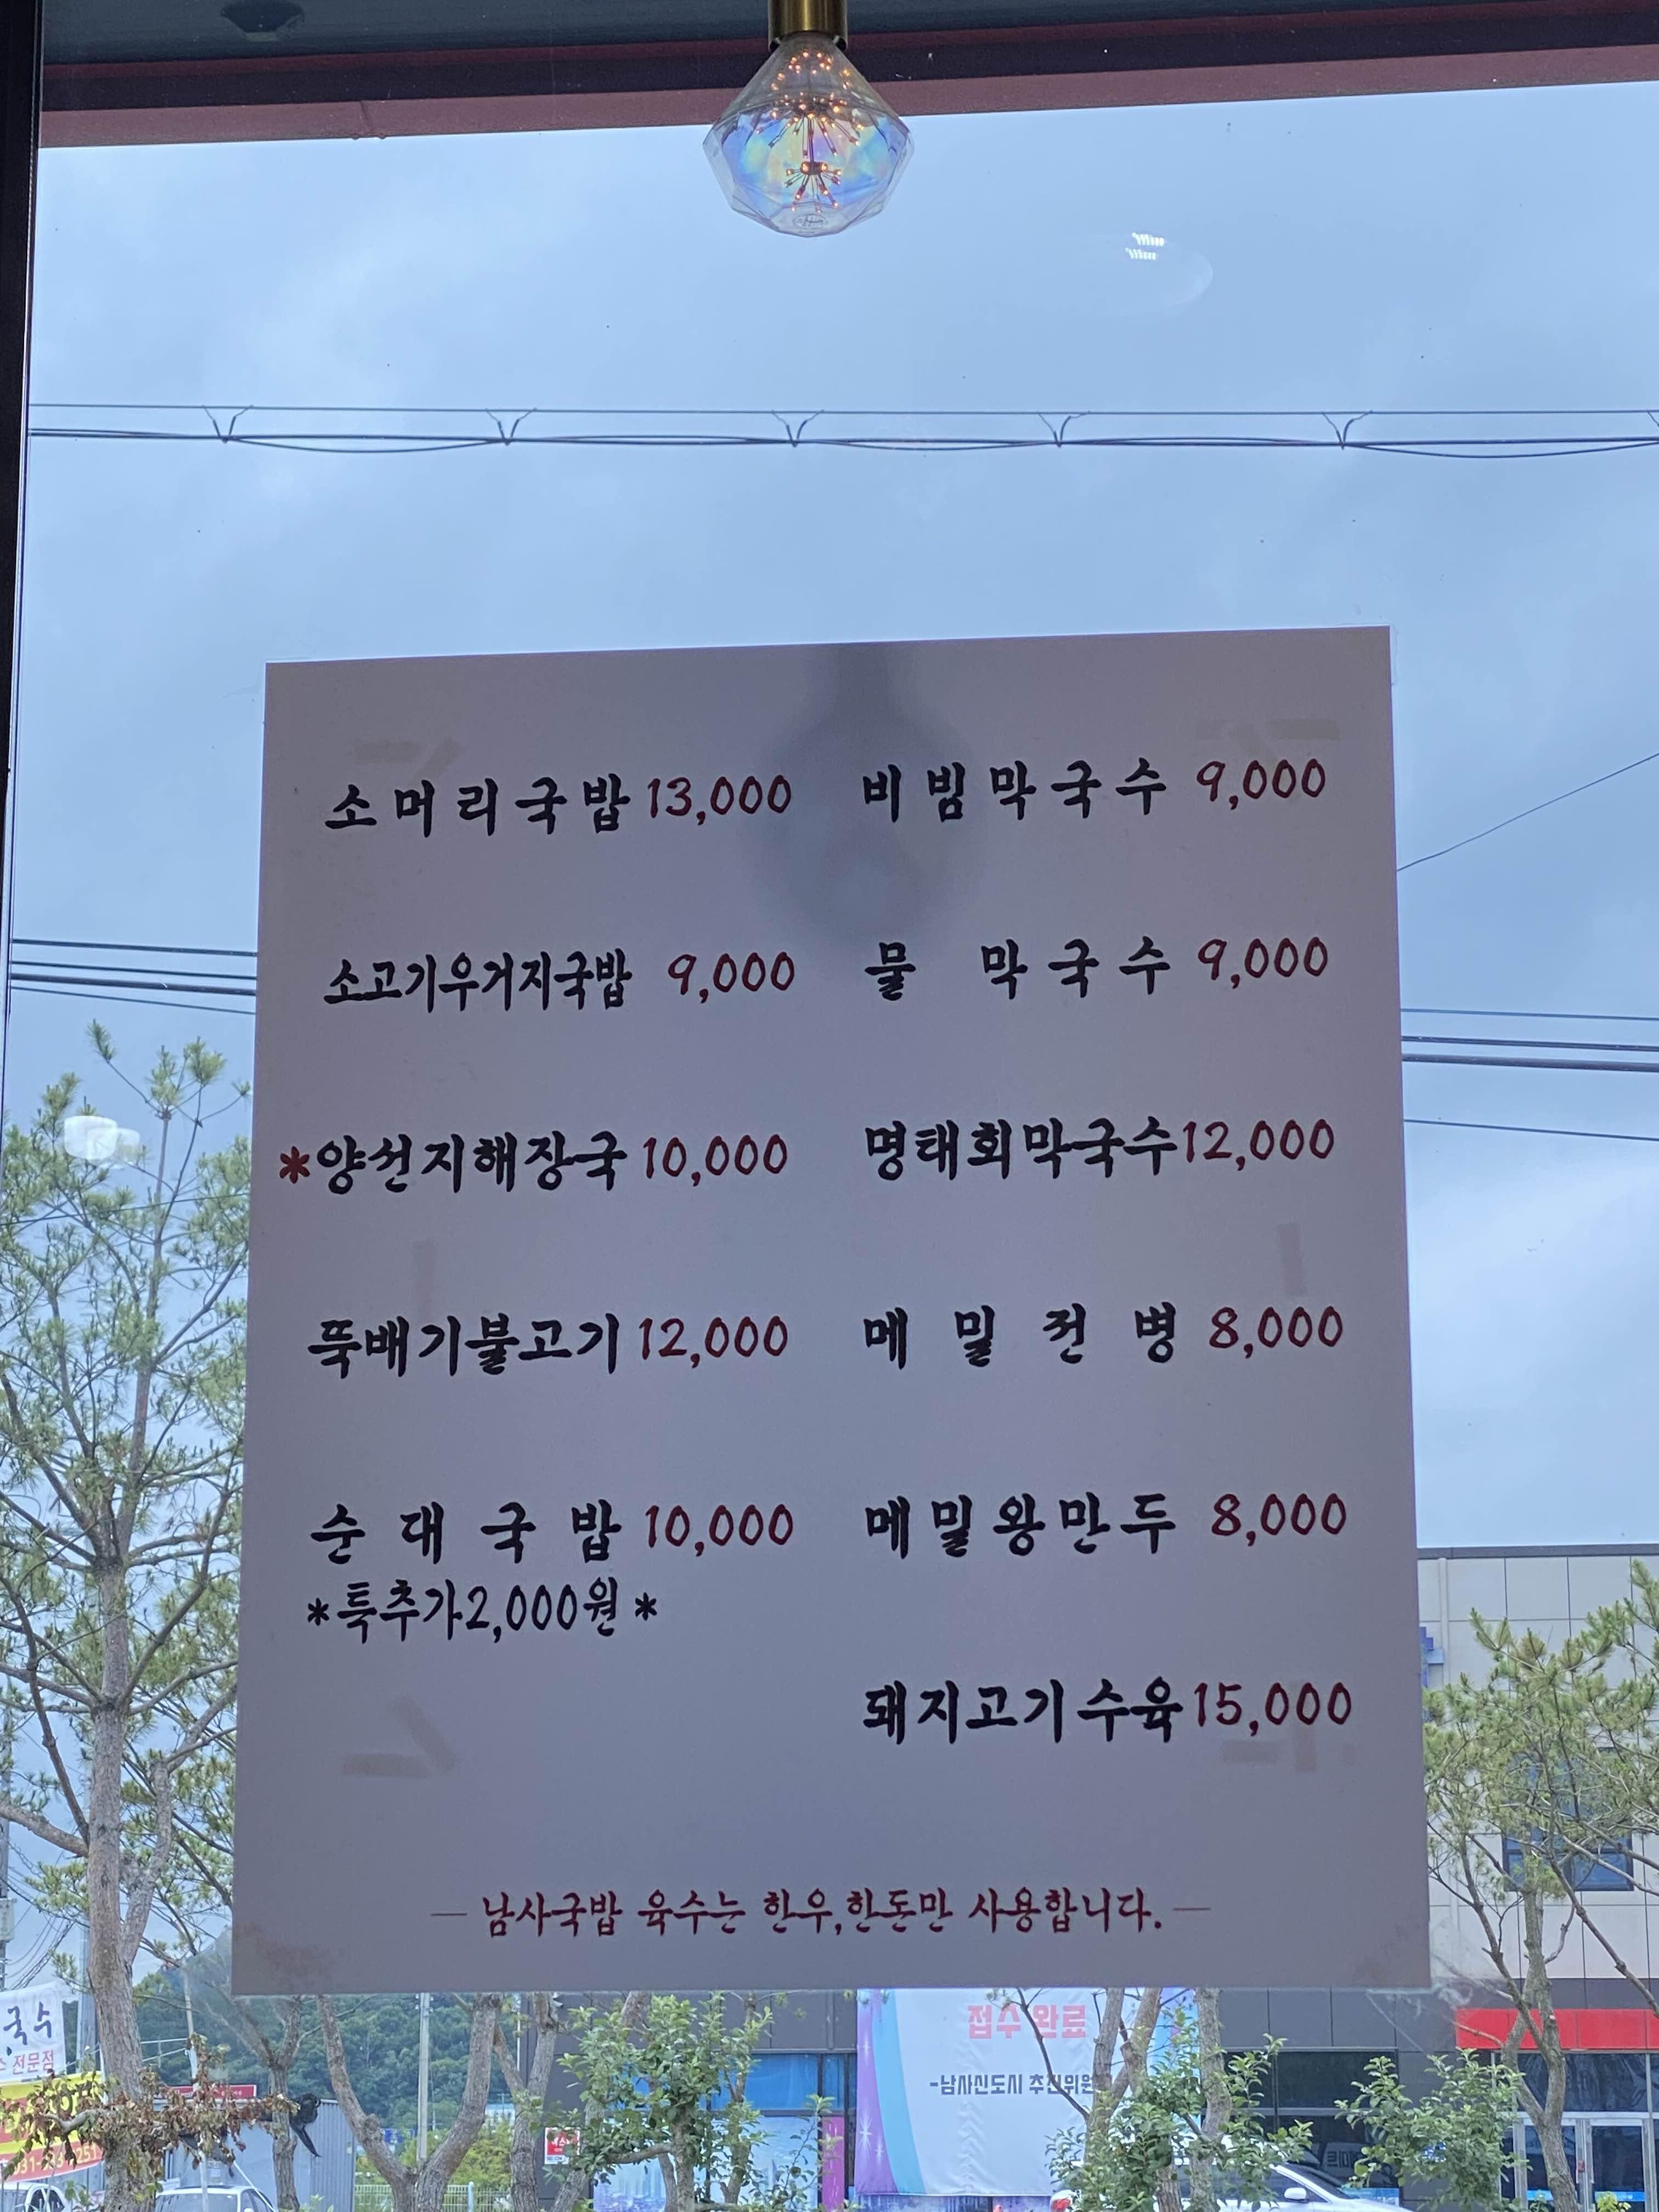 소머리국밥 13,000
소고기우거지국밥 9,000
*양선지해장국 10,000
뚝배기불고기 12,000
순대국밥 10,000
*특추가2,000원*
비빔막국수 9,000
물 막국수 9,000
명태회막국수 12,000
메밀전병 8,000
메밀왕만두 8,000
돼지고기수육 15,000
— 남사국밥 육수는 한우,한돈만 사용합니다. —
국수
전문점
접수 완료
-남사신도시 추진위원